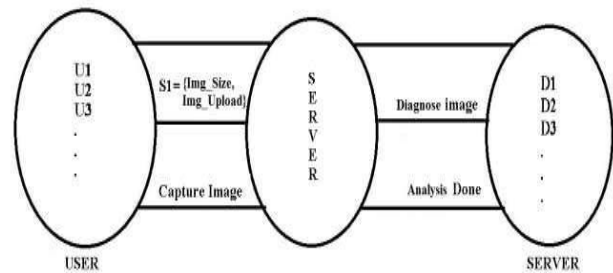 U1
U2
U3
.
.
.
S1= {Img_Size,
Img_Upload}
Capture Image
USER
S
E
R
V
E
R
Diagnose image
Analysis Done
D1
D2
D3
.
.
.
SERVER